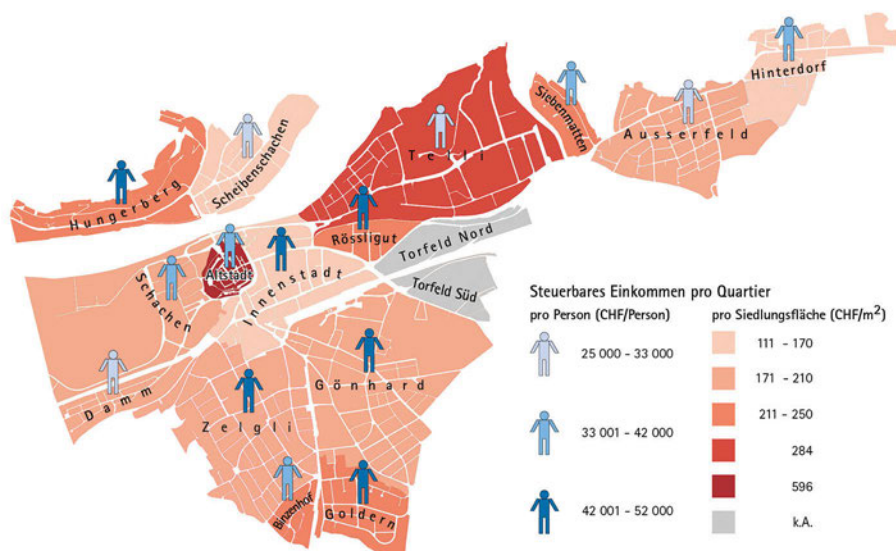 Hinterdorf
Siebenmatten
Ausserfeld
Telli
Scheibenschachen
Hungerberg
Rössligut
Torfeld Nord
Altstadt
Torfeld Süd
Schachen
Innenstadt
Gönhard
Damm
Zelgli
Binzenhof
Goldern
Steuerbares Einkommen pro Quartier
pro Person (CHF/Person)
25 000 – 33 000
33 001 – 42 000
42 001 – 52 000
pro Siedlungsfläche (CHF/m²)
111 – 170
171 – 210
211 – 250
284
596
k.A.